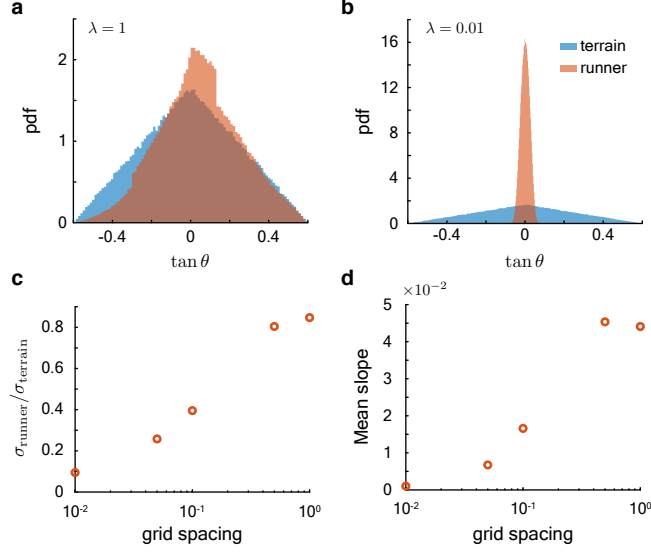 a
λ = 1
pdf
2
1
0
-0.4
0
0.4
tan θ
b
λ = 0.01
terrain
runner
pdf
16
12
8
4
0
-0.4
0
0.4
tan θ
c
σrunner/σterrain
0.8
0.6
0.4
0.2
0
10-2
10-1
100
grid spacing
d
×10-2
Mean slope
5
4
3
2
1
0
10-2
10-1
100
grid spacing